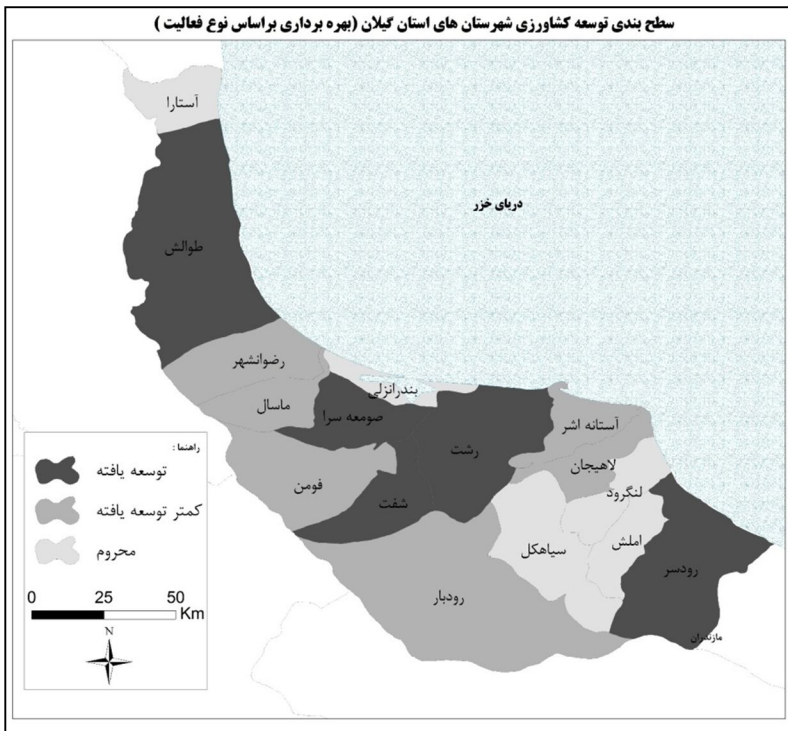 سطح بندی توسعه کشاورزی شهرستان های استان گیلان (بهره برداری براساس نوع فعالیت )
آستارا
دریای خزر
طوالش
رضوانشهر
بندرانزلی
ماسال
صومعه سرا
آستانه اشر
رشت
لاهیجان
فومن
لنگرود
شفت
املش
سیاهکل
رودسر
رودبار
مازندران
راهنما :
توسعه یافته
کمتر توسعه یافته
محروم
0 25 50
Km
N